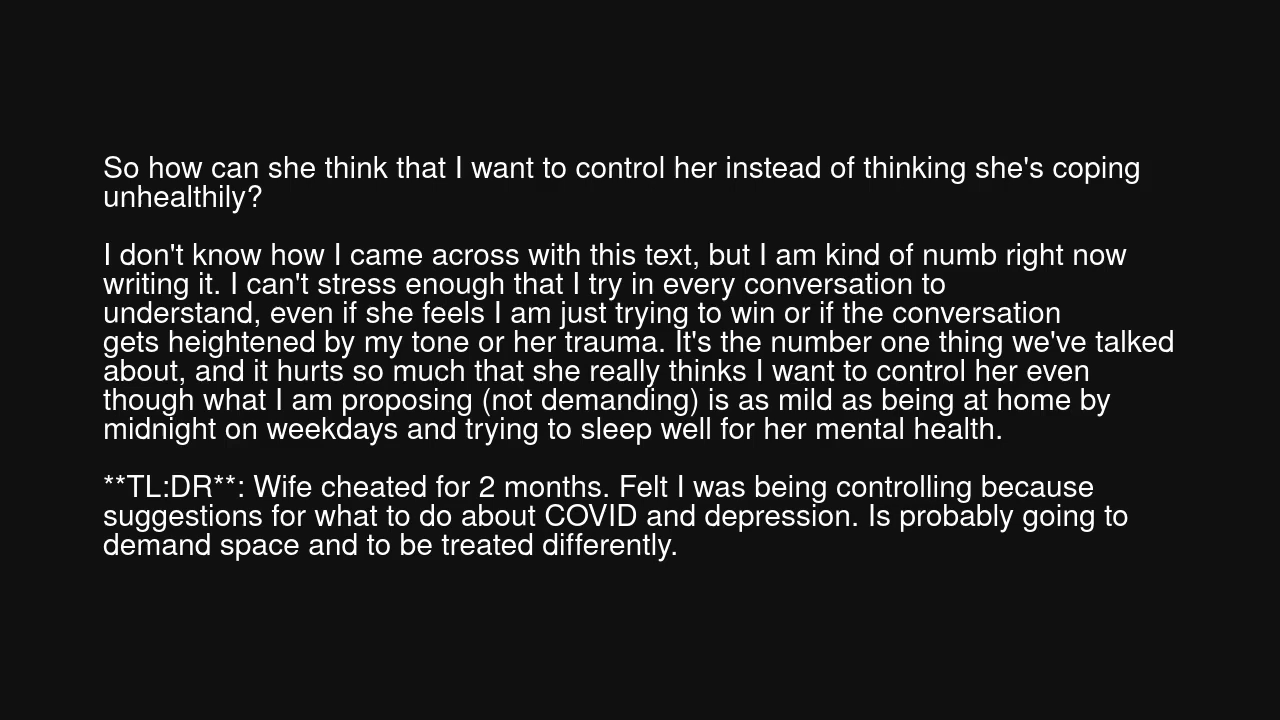 So how can she think that I want to control her instead of thinking she's coping
unhealthily?
I don't know how I came across with this text, but I am kind of numb right now
writing it. I can't stress enough that I try in every conversation to
understand, even if she feels I am just trying to win or if the conversation
gets heightened by my tone or her trauma. It's the number one thing we've talked
about, and it hurts so much that she really thinks I want to control her even
though what I am proposing (not demanding) is as mild as being at home by
midnight on weekdays and trying to sleep well for her mental health.
**TL:DR**: Wife cheated for 2 months. Felt I was being controlling because
suggestions for what to do about COVID and depression. Is probably going to
demand space and to be treated differently.